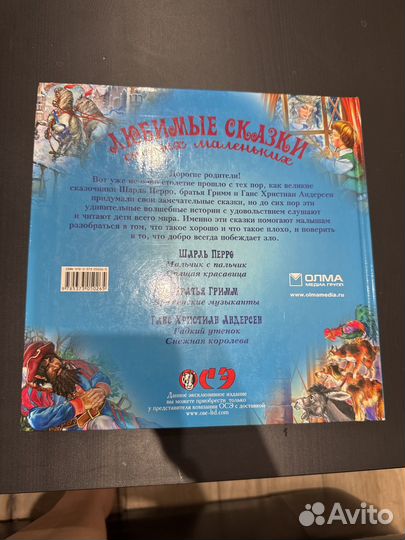 ЛЮБИМЫЕ СКАЗКИ
маленьких
Дорогие родители!
Вот уже не одно столетие прошло с тех пор, как великие
сказочники Шарль Перро, братья Гримм и Ганс Христиан Андерсен
придумали свои замечательные сказки, но до сих пор эти
удивительные волшебные истории с удовольствием слушают
и читают дети всего мира. Именно эти сказки помогают малышам
разобраться в том, что такое хорошо и что такое плохо, и поверить
в то, что добро всегда побеждает зло.
Шарль Перро
Мальчик с пальчик
Спящая красавица
Братья Гримм
Бременские музыканты
Ганс Христиан Андерсен
Гадкий утенок
Снежная королева
ОЛМА
МЕДИА ГРУПП
www.olmamedia.ru
ОСЭ
Данное эксклюзивное издание
вы можете приобрести только
у представителя компании ОСЭ с доставкой
www.ose-ltd.com
Avito